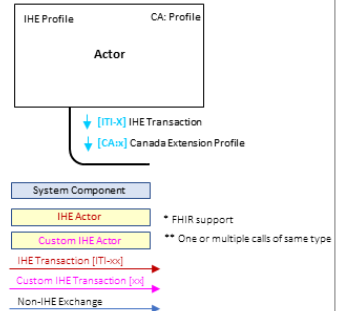 IHE Profile CA: Profile
Actor
[ITI-X] IHE Transaction
[CA:x] Canada Extension Profile
System Component
IHE Actor * FHIR support
Custom IHE Actor ** One or multiple calls of same type
IHE Transaction [ITI-xx]
Custom IHE Transaction [xx]
Non-IHE Exchange